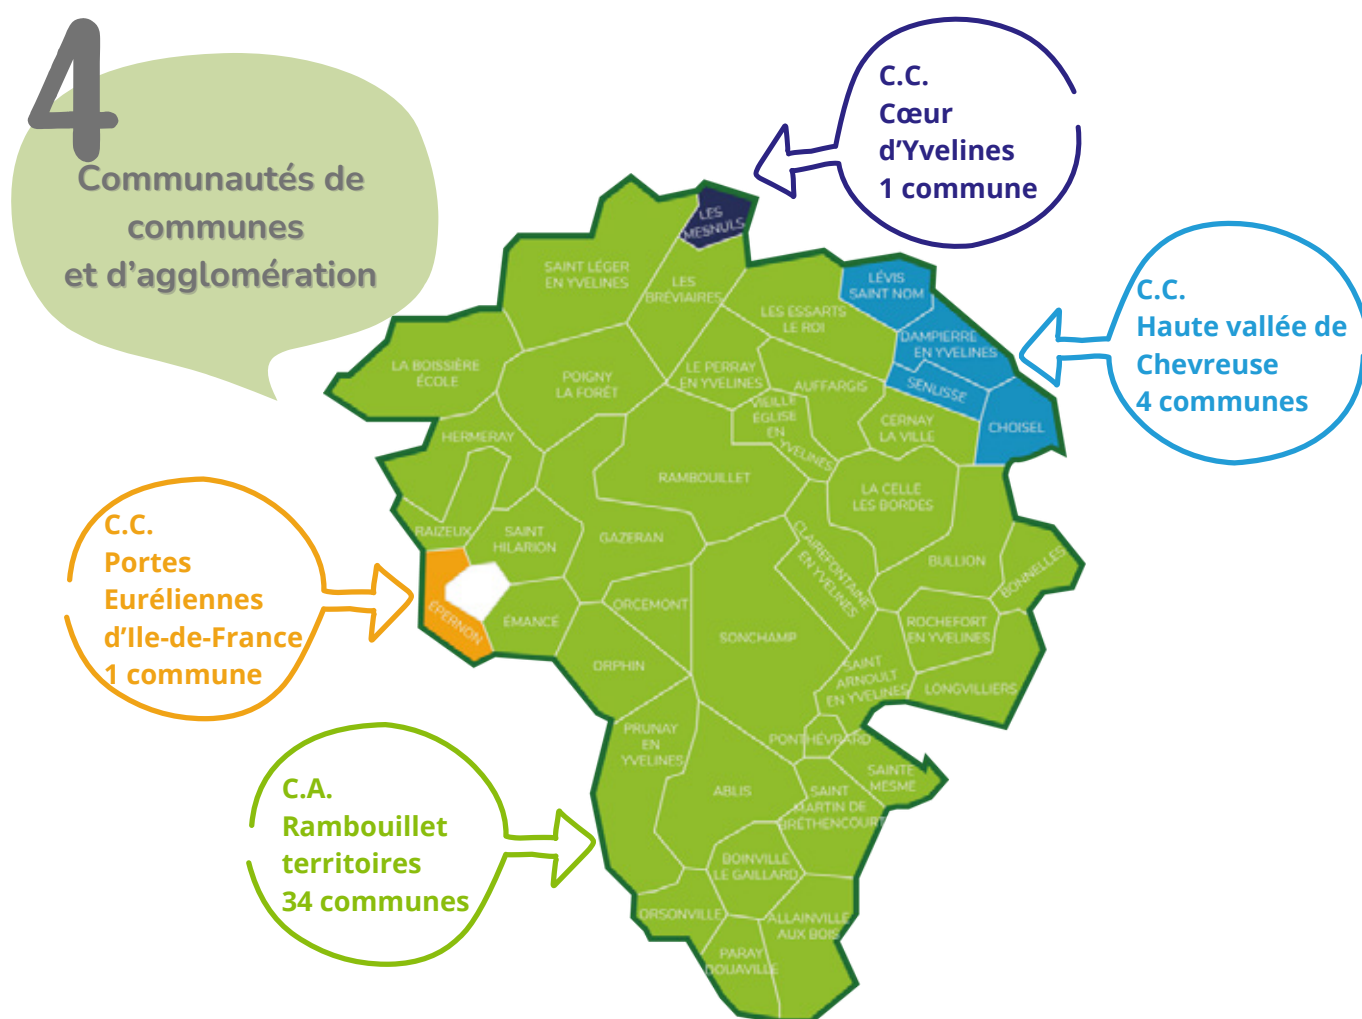 4
Communautés de
communes
et d'agglomération
C.C.
Cœur
d'Yvelines
1 commune
C.C.
Haute vallée de
Chevreuse
4 communes
C.C.
Portes
Euréliennes
d'Ile-de-France
1 commune
C.A.
Rambouillet
territoires
34 communes
LES
MESNULS
SAINT LÉGER
EN YVELINES
LES
BRÉVIAIRES
LÉVIS
SAINT NOM
LES ESSARTS
LE ROI
DAMPIERRE
EN YVELINES
LA BOISSIÈRE
ÉCOLE
POIGNY
LA FORÊT
LE PERRAY
EN YVELINES
AUFFARGIS
SENLISSE
VIEILLE
ÉGLISE
EN
YVELINES
CERNAY
LA VILLE
CHOISEL
HERMERAY
RAMBOUILLET
LA CELLE
LES BORDES
RAIZEUX
SAINT
HILARION
GAZERAN
CLAIREFONTAINE
EN YVELINES
BULLION
BONNELLES
ÉPERNON
ÉMANCÉ
ORCEMONT
SONCHAMP
ROCHEFORT
EN YVELINES
ORPHIN
SAINT
ARNOULT
EN YVELINES
LONGVILLIERS
PRUNAY
EN
YVELINES
PONTHÉVRARD
ABLIS
SAINT
MARTIN DE
BRÉTHENCOURT
SAINTE
MESME
BOINVILLE
LE GAILLARD
ORSONVILLE
ALLAINVILLE
AUX BOIS
PARAY
DOUAVILLE